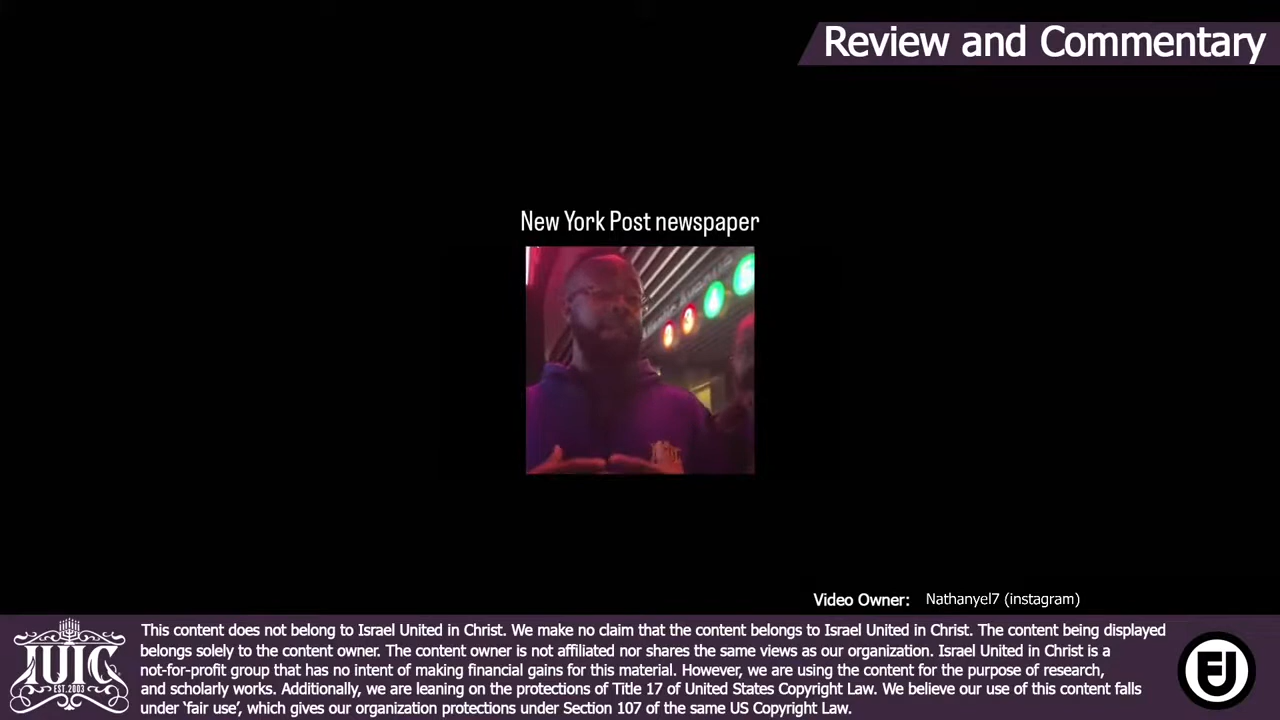 Review and Commentary
New York Post newspaper
2
3
4
5
Video Owner: Nathanyel7 (instagram)
This content does not belong to Israel United in Christ. We make no claim that the content belongs to Israel United in Christ. The content being displayed
belongs solely to the content owner. The content owner is not affiliated nor shares the same views as our organization. Israel United in Christ is a
not-for-profit group that has no intent of making financial gains for this material. However, we are using the content for the purpose of research,
and scholarly works. Additionally, we are leaning on the protections of Title 17 of United States Copyright Law. We believe our use of this content falls
under ‘fair use’, which gives our organization protections under Section 107 of the same US Copyright Law.
IUIC
EST. 2003